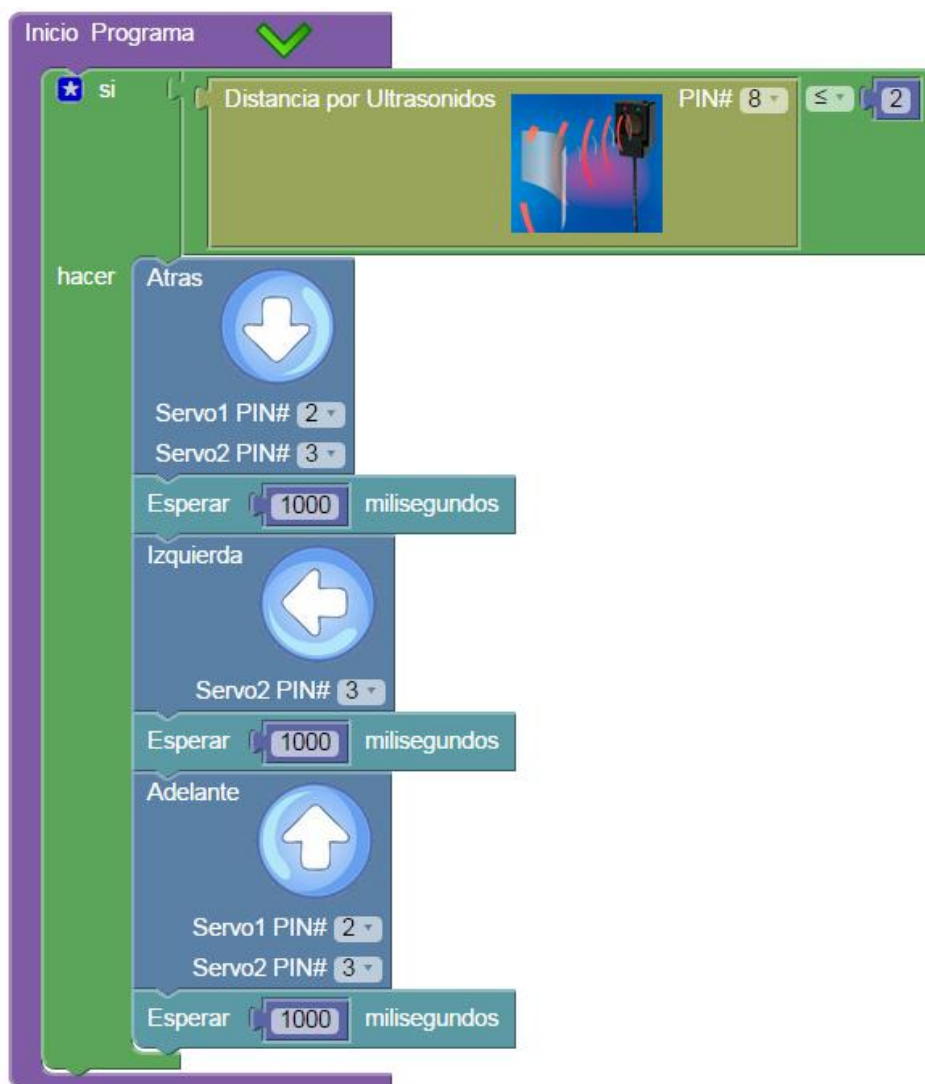 Inicio Programa
si Distancia por Ultrasonidos PIN# 8 ≤ 2
hacer Atras
Servo1 PIN# 2
Servo2 PIN# 3
Esperar 1000 milisegundos
Izquierda
Servo2 PIN# 3
Esperar 1000 milisegundos
Adelante
Servo1 PIN# 2
Servo2 PIN# 3
Esperar 1000 milisegundos